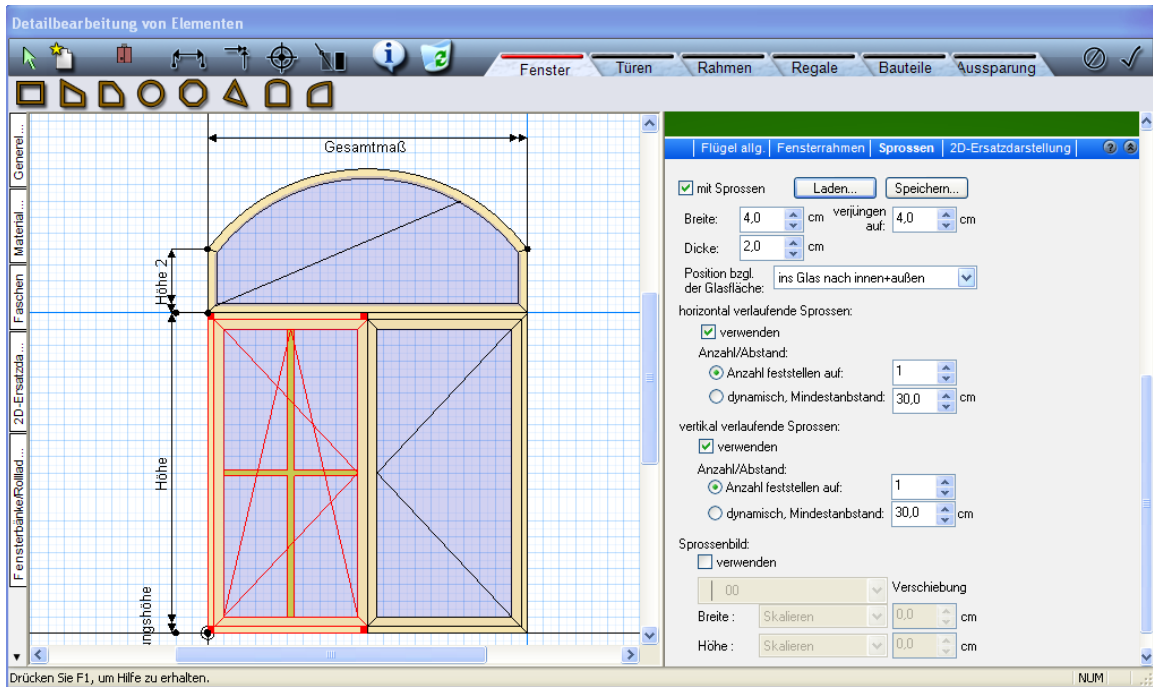 Detailbearbeitung von Elementen
Fenster Türen Rahmen Regale Bauteile Aussparung
Generel...
Material...
Faschen
2D-Ersatzda...
Fensterbänke/Rolllad...
Gesamtmaß
Höhe 2
Höhe
ngshöhe
Flügel allg. Fensterrahmen Sprossen 2D-Ersatzdarstellung ?
mit Sprossen Laden... Speichern...
Breite: 4,0 cm verjüngen auf: 4,0 cm
Dicke: 2,0 cm
Position bzgl.
der Glasfläche: ins Glas nach innen+außen
horizontal verlaufende Sprossen:
verwenden
Anzahl/Abstand:
Anzahl feststellen auf: 1
dynamisch, Mindestanbstand: 30,0 cm
vertikal verlaufende Sprossen:
verwenden
Anzahl/Abstand:
Anzahl feststellen auf: 1
dynamisch, Mindestanbstand: 30,0 cm
Sprossenbild:
verwenden
00 Verschiebung
Breite : Skalieren 0,0 cm
Höhe : Skalieren 0,0 cm
Drücken Sie F1, um Hilfe zu erhalten. NUM